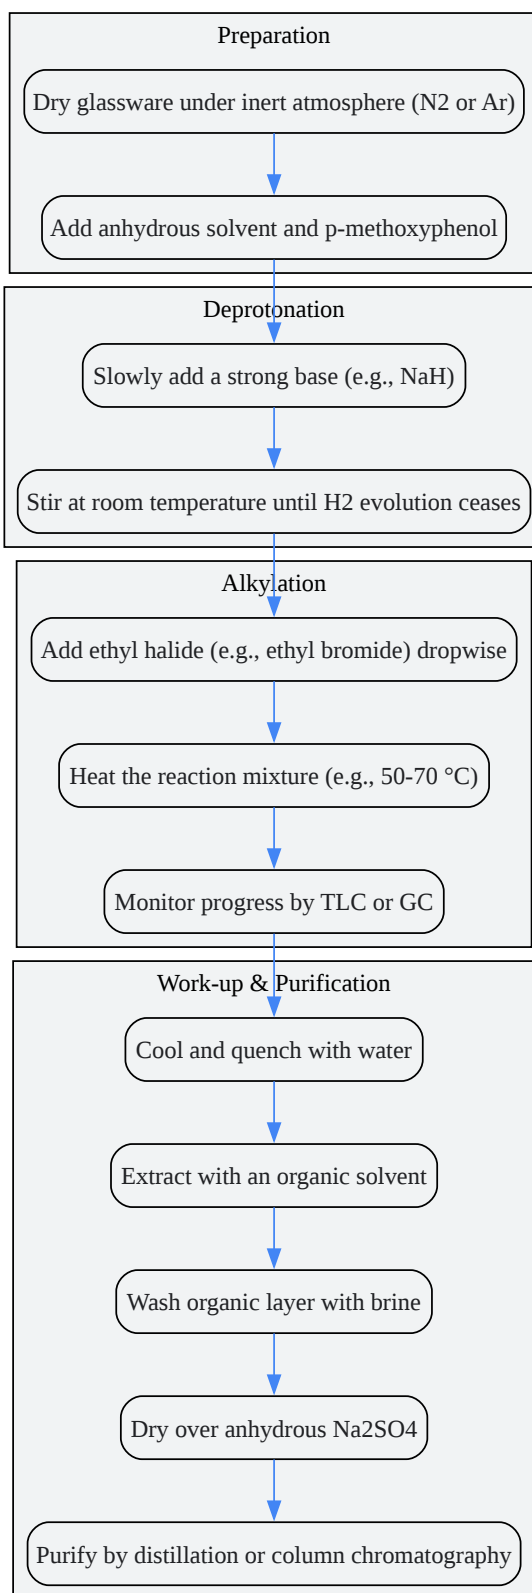 Preparation
Dry glassware under inert atmosphere (N2 or Ar)
Add anhydrous solvent and p-methoxyphenol
Deprotonation
Slowly add a strong base (e.g., NaH)
Stir at room temperature until H2 evolution ceases
Alkylation
Add ethyl halide (e.g., ethyl bromide) dropwise
Heat the reaction mixture (e.g., 50-70 °C)
Monitor progress by TLC or GC
Work-up & Purification
Cool and quench with water
Extract with an organic solvent
Wash organic layer with brine
Dry over anhydrous Na2SO4
Purify by distillation or column chromatography